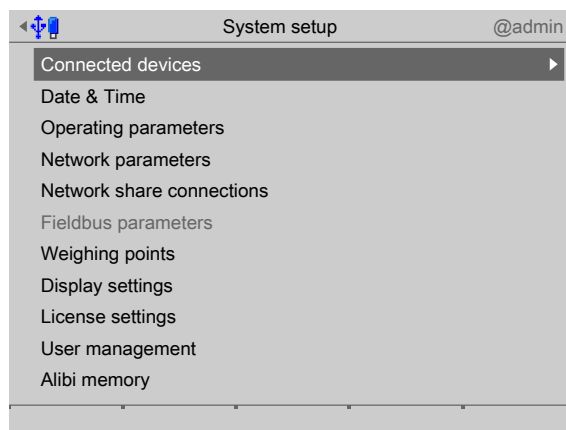 System setup @admin
Connected devices
Date & Time
Operating parameters
Network parameters
Network share connections
Fieldbus parameters
Weighing points
Display settings
License settings
User management
Alibi memory